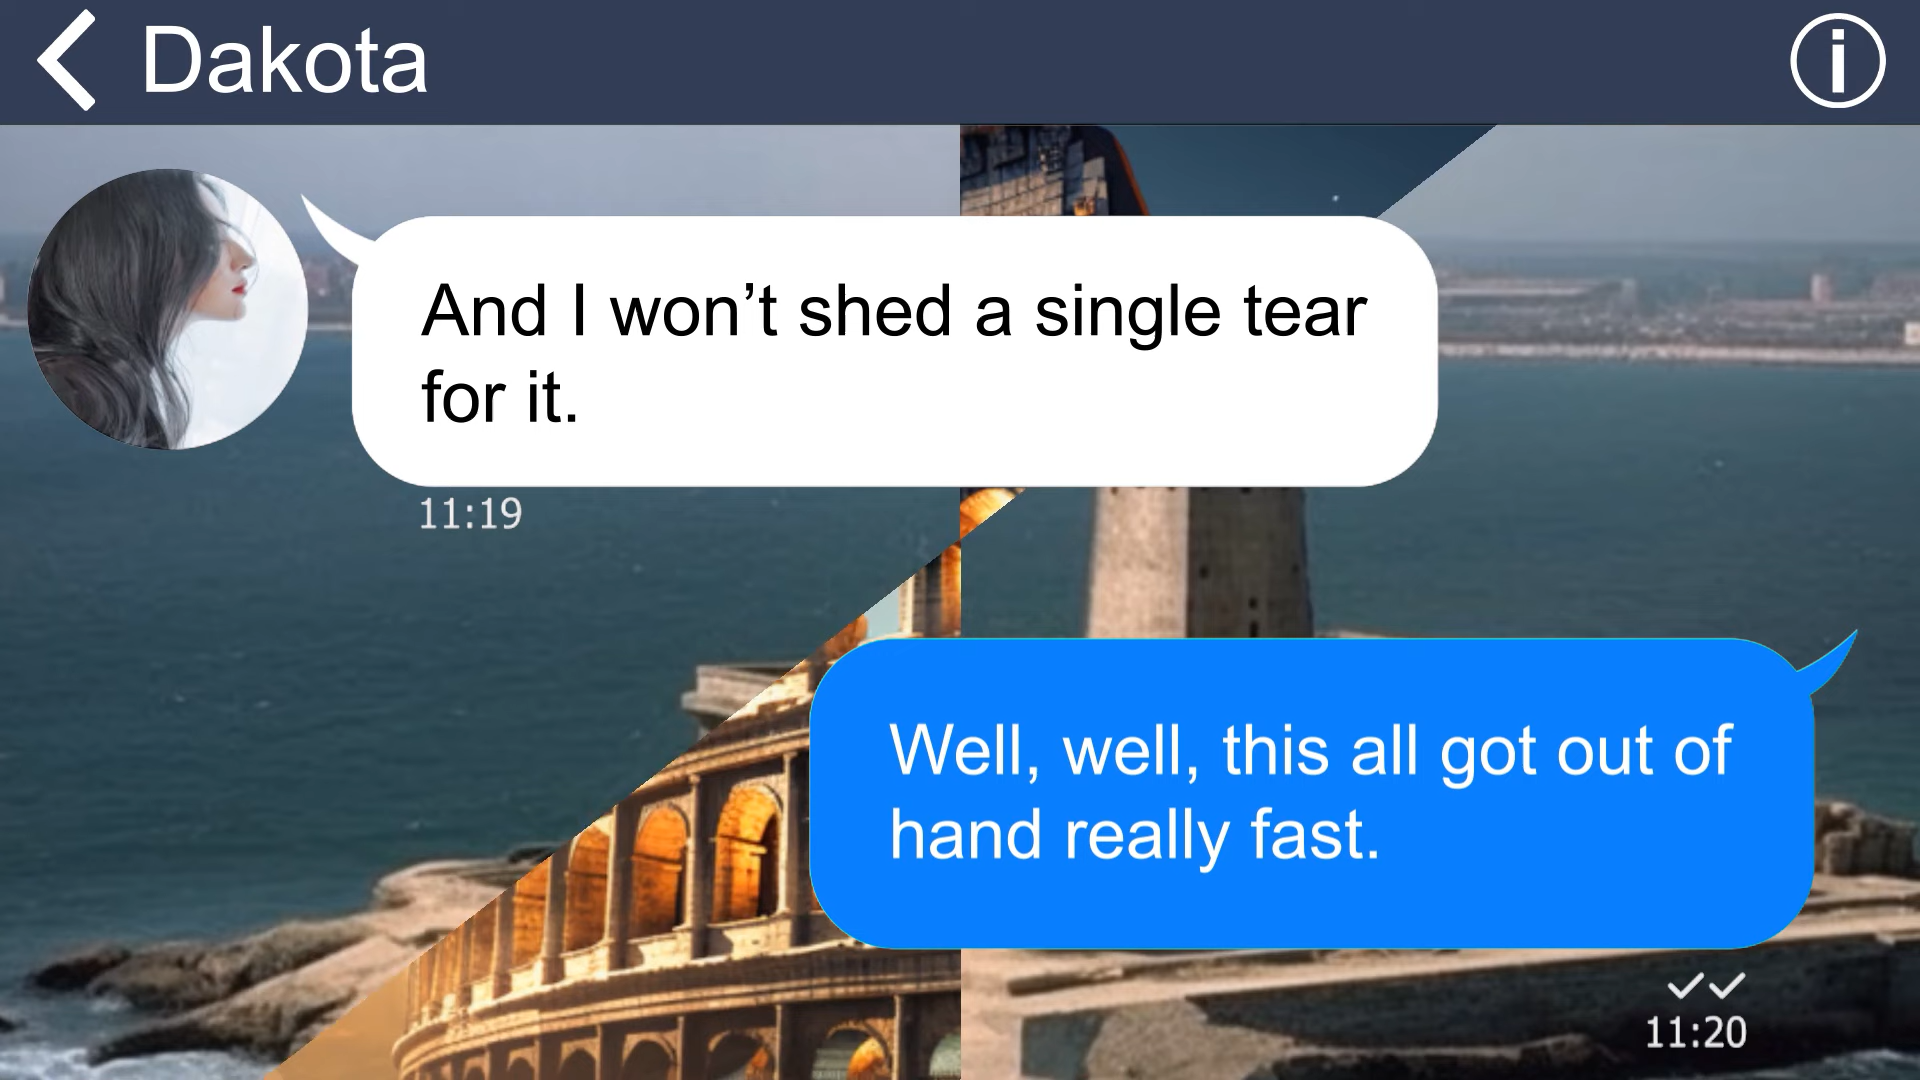 Dakota
And I won’t shed a single tear
for it.
11:19
Well, well, this all got out of
hand really fast.
11:20